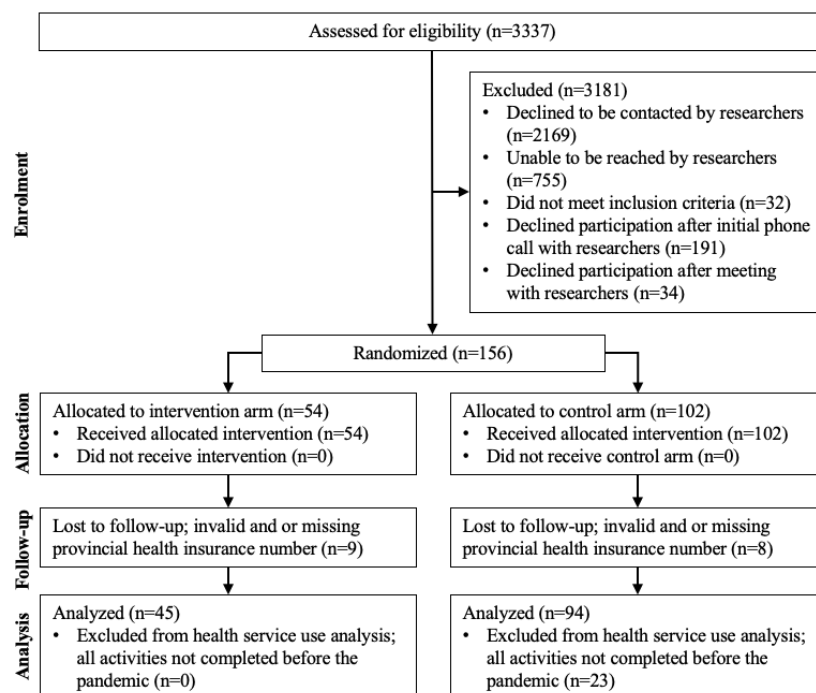 Assessed for eligibility (n=3337)
Enrolment
Excluded (n=3181)
• Declined to be contacted by researchers
(n=2169)
• Unable to be reached by researchers
(n=755)
• Did not meet inclusion criteria (n=32)
• Declined participation after initial phone
call with researchers (n=191)
• Declined participation after meeting
with researchers (n=34)
Randomized (n=156)
Allocation
Allocated to intervention arm (n=54)
• Received allocated intervention (n=54)
• Did not receive intervention (n=0)
Allocated to control arm (n=102)
• Received allocated intervention (n=102)
• Did not receive control arm (n=0)
Follow-up
Lost to follow-up; invalid and or missing
provincial health insurance number (n=9)
Lost to follow-up; invalid and or missing
provincial health insurance number (n=8)
Analysis
Analyzed (n=45)
• Excluded from health service use analysis;
all activities not completed before the
pandemic (n=0)
Analyzed (n=94)
• Excluded from health service use analysis;
all activities not completed before the
pandemic (n=23)